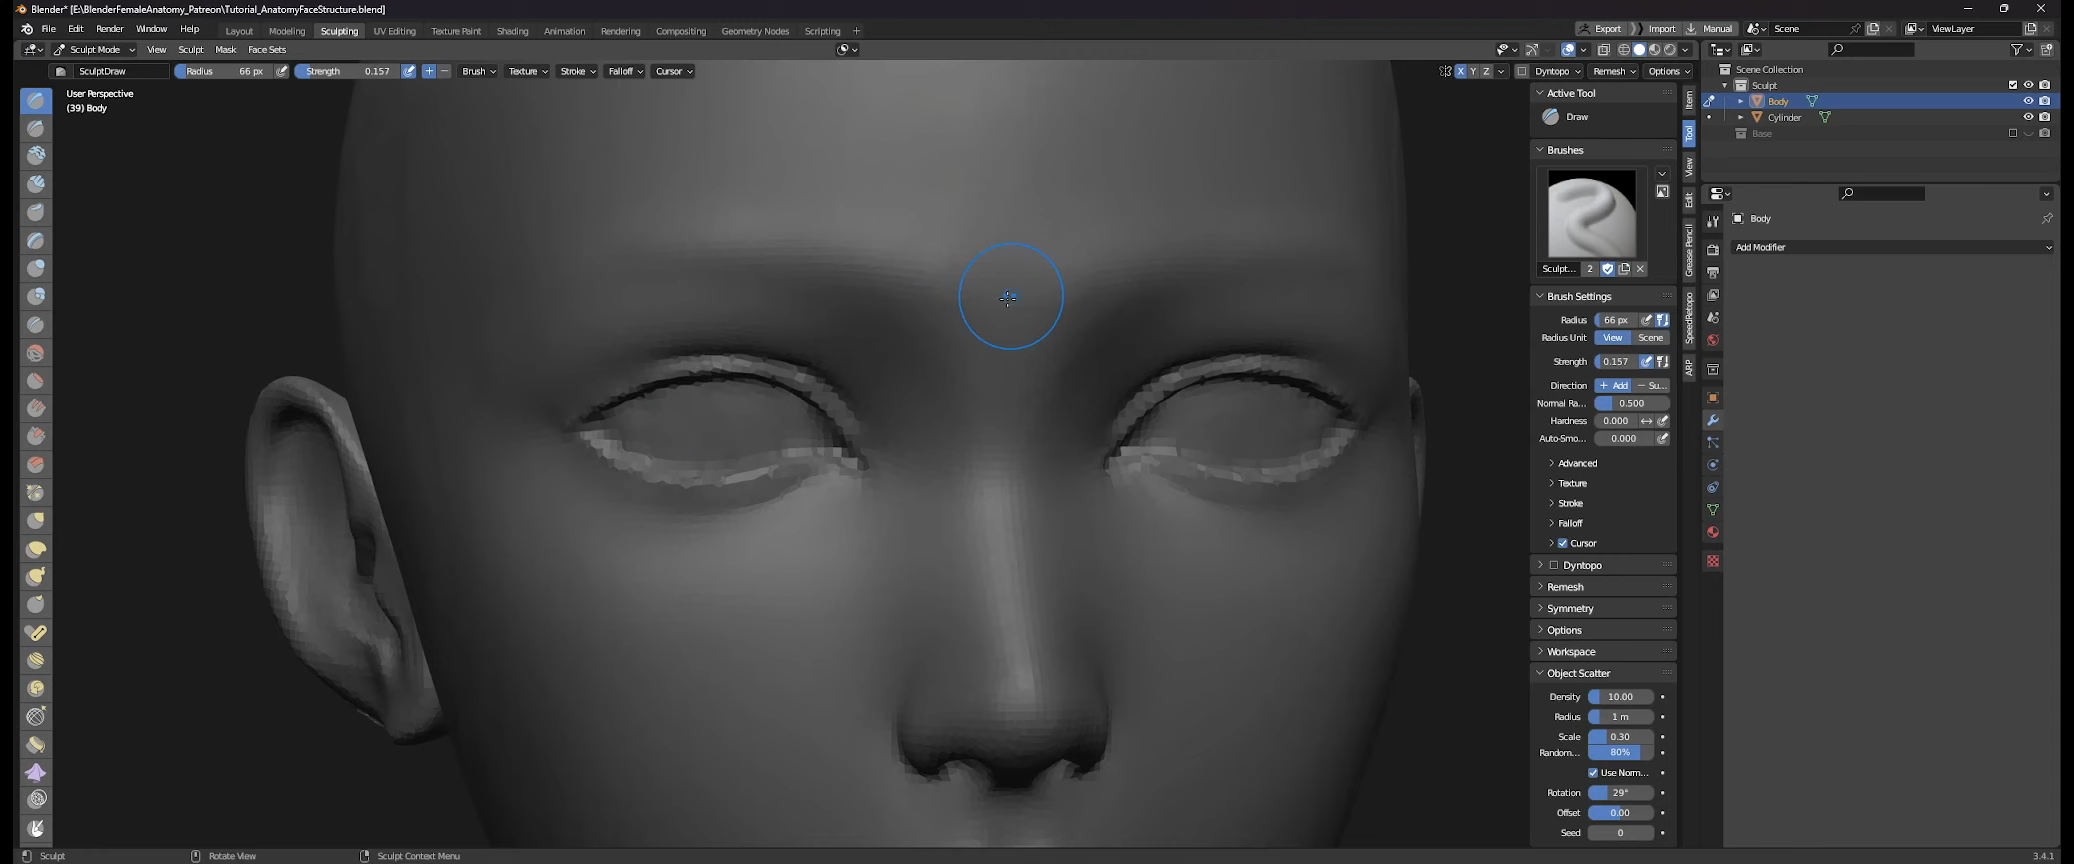 Blender* [E:\BlenderFemaleAnatomy_Patreon\Tutorial_AnatomyFaceStructure.blend]
File Edit Render Window Help Layout Modeling Sculpting UV Editing Texture Paint Shading Animation Rendering Compositing Geometry Nodes Scripting + Export Import Manual Scene ViewLayer
Sculpt Mode View Sculpt Mask Face Sets
SculptDraw Radius 66 px Strength 0.157 + − Brush Texture Stroke Falloff Cursor X Y Z Dyntopo Remesh Options
User Perspective
(39) Body
Active Tool
Draw
Brushes
Sculpt... 2
Brush Settings
Radius 66 px
Radius Unit View Scene
Strength 0.157
Direction + Add − Su...
Normal Ra... 0.500
Hardness 0.000
Auto-Smo... 0.000
Advanced
Texture
Stroke
Falloff
Cursor
Dyntopo
Remesh
Symmetry
Options
Workspace
Object Scatter
Density 10.00
Radius 1 m
Scale 0.30
Random... 80%
Use Norm...
Rotation 29°
Offset 0.00
Seed 0
Item
Tool
View
Edit
Grease Pencil
SpeedRetopo
ARP
Scene Collection
Sculpt
Body
Cylinder
Base
Body
Add Modifier
Sculpt Rotate View Sculpt Context Menu 3.4.1